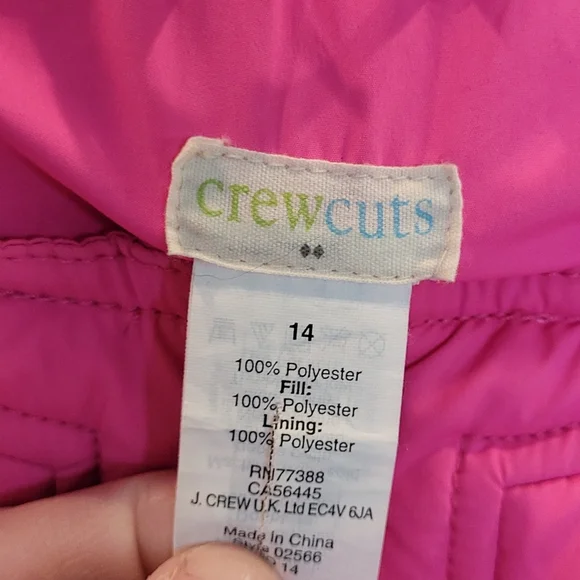 crewcuts
14
100% Polyester
Fill:
100% Polyester
Lining:
100% Polyester
RN77388
CA56445
J. CREW U.K. Ltd EC4V 6JA
Made in China
Style 02566
14